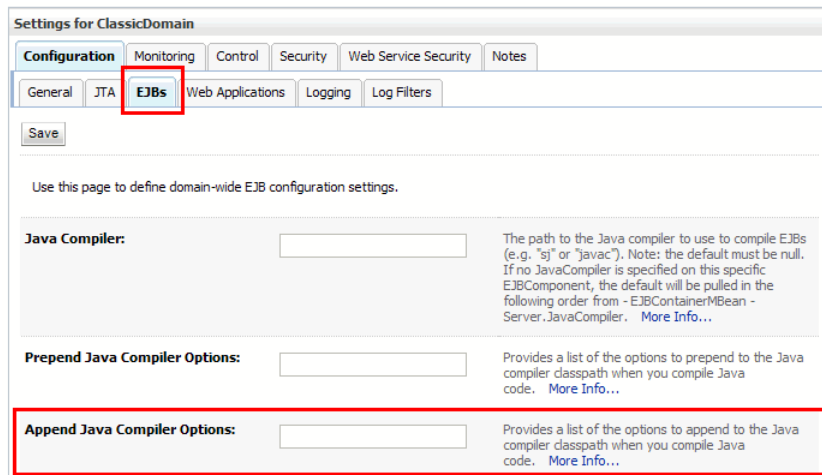 Settings for ClassicDomain
Configuration Monitoring Control Security Web Service Security Notes
General JTA EJBs Web Applications Logging Log Filters
Save
Use this page to define domain-wide EJB configuration settings.
Java Compiler:
The path to the Java compiler to use to compile EJBs
(e.g. "sj" or "javac"). Note: the default must be null.
If no JavaCompiler is specified on this specific
EJBComponent, the default will be pulled in the
following order from - EJBContainerMBean -
Server.JavaCompiler. More Info...
Prepend Java Compiler Options:
Provides a list of the options to prepend to the Java
compiler classpath when you compile Java
code. More Info...
Append Java Compiler Options:
Provides a list of the options to append to the Java
compiler classpath when you compile Java
code. More Info...